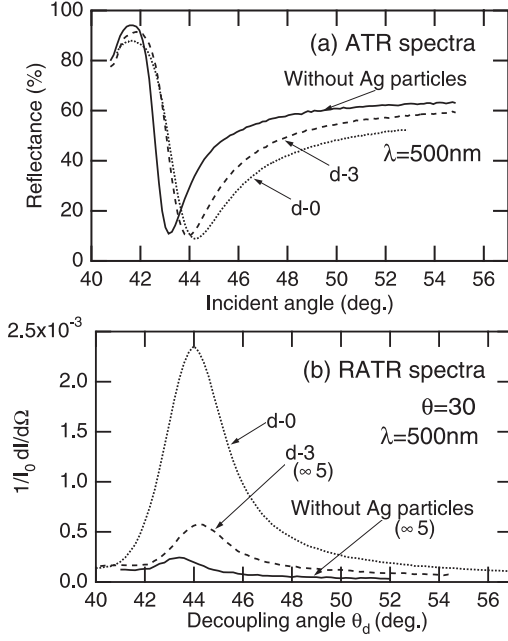 100
80
60
40
20
0
Reflectance (%)
(a) ATR spectra
Without Ag particles
λ=500nm
d-3
d-0
40 42 44 46 48 50 52 54 56
Incident angle (deg.)
2.5x10⁻³
2.0
1.5
1.0
0.5
0.0
1/I₀ dI/dΩ
(b) RATR spectra
θ=30
λ=500nm
d-0
d-3
(∞ 5)
Without Ag particles
(∞ 5)
40 42 44 46 48 50 52 54 56
Decoupling angle θd (deg.)